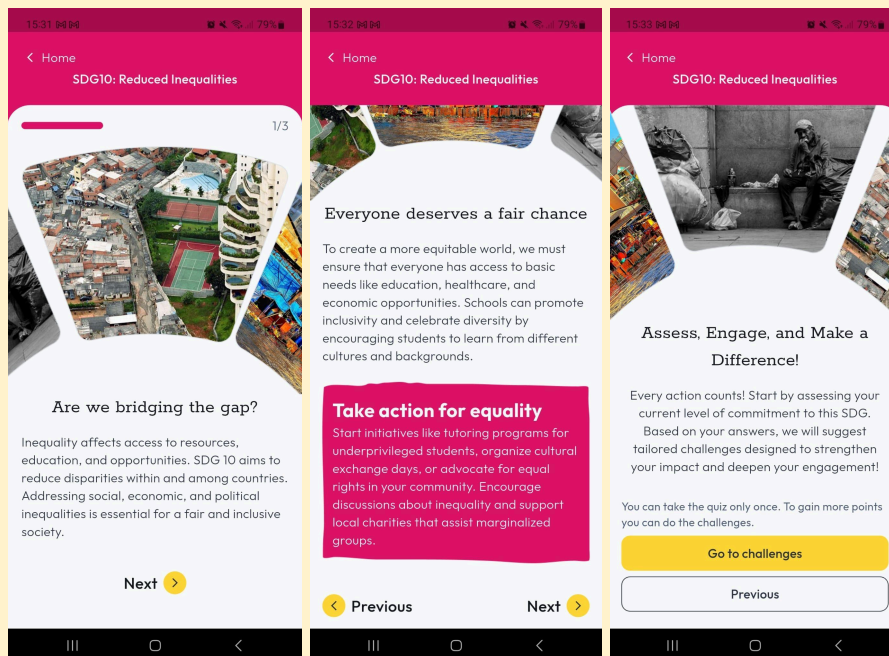 15:31 79%
Home
SDG10: Reduced Inequalities
1/3
Are we bridging the gap?
Inequality affects access to resources,
education, and opportunities. SDG 10 aims to
reduce disparities within and among countries.
Addressing social, economic, and political
inequalities is essential for a fair and inclusive
society.
Next
15:32 79%
Home
SDG10: Reduced Inequalities
Everyone deserves a fair chance
To create a more equitable world, we must
ensure that everyone has access to basic
needs like education, healthcare, and
economic opportunities. Schools can promote
inclusivity and celebrate diversity by
encouraging students to learn from different
cultures and backgrounds.
Take action for equality
Start initiatives like tutoring programs for
underprivileged students, organize cultural
exchange days, or advocate for equal
rights in your community. Encourage
discussions about inequality and support
local charities that assist marginalized
groups.
Previous Next
15:33 79%
Home
SDG10: Reduced Inequalities
Assess, Engage, and Make a
Difference!
Every action counts! Start by assessing your
current level of commitment to this SDG.
Based on your answers, we will suggest
tailored challenges designed to strengthen
your impact and deepen your engagement!
You can take the quiz only once. To gain more points
you can do the challenges.
Go to challenges
Previous